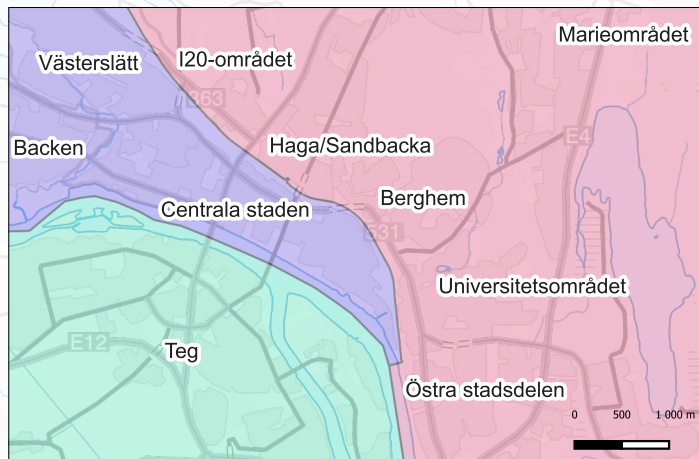 Marieområdet
Västerslätt
I20-området
363
E4
Backen
Haga/Sandbacka
Berghem
Centrala staden
E31
Universitetsområdet
E12
Teg
Östra stadsdelen
0 500 1 000 m